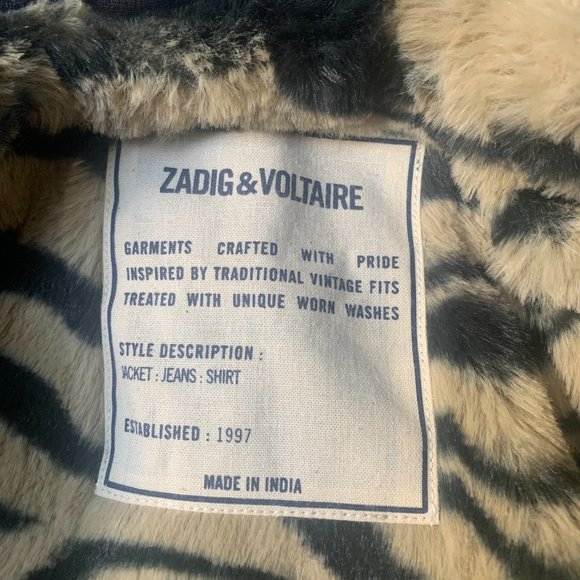 ZADIG&VOLTAIRE
GARMENTS CRAFTED WITH PRIDE
INSPIRED BY TRADITIONAL VINTAGE FITS
TREATED WITH UNIQUE WORN WASHES
STYLE DESCRIPTION :
JACKET : JEANS : SHIRT
ESTABLISHED : 1997
MADE IN INDIA